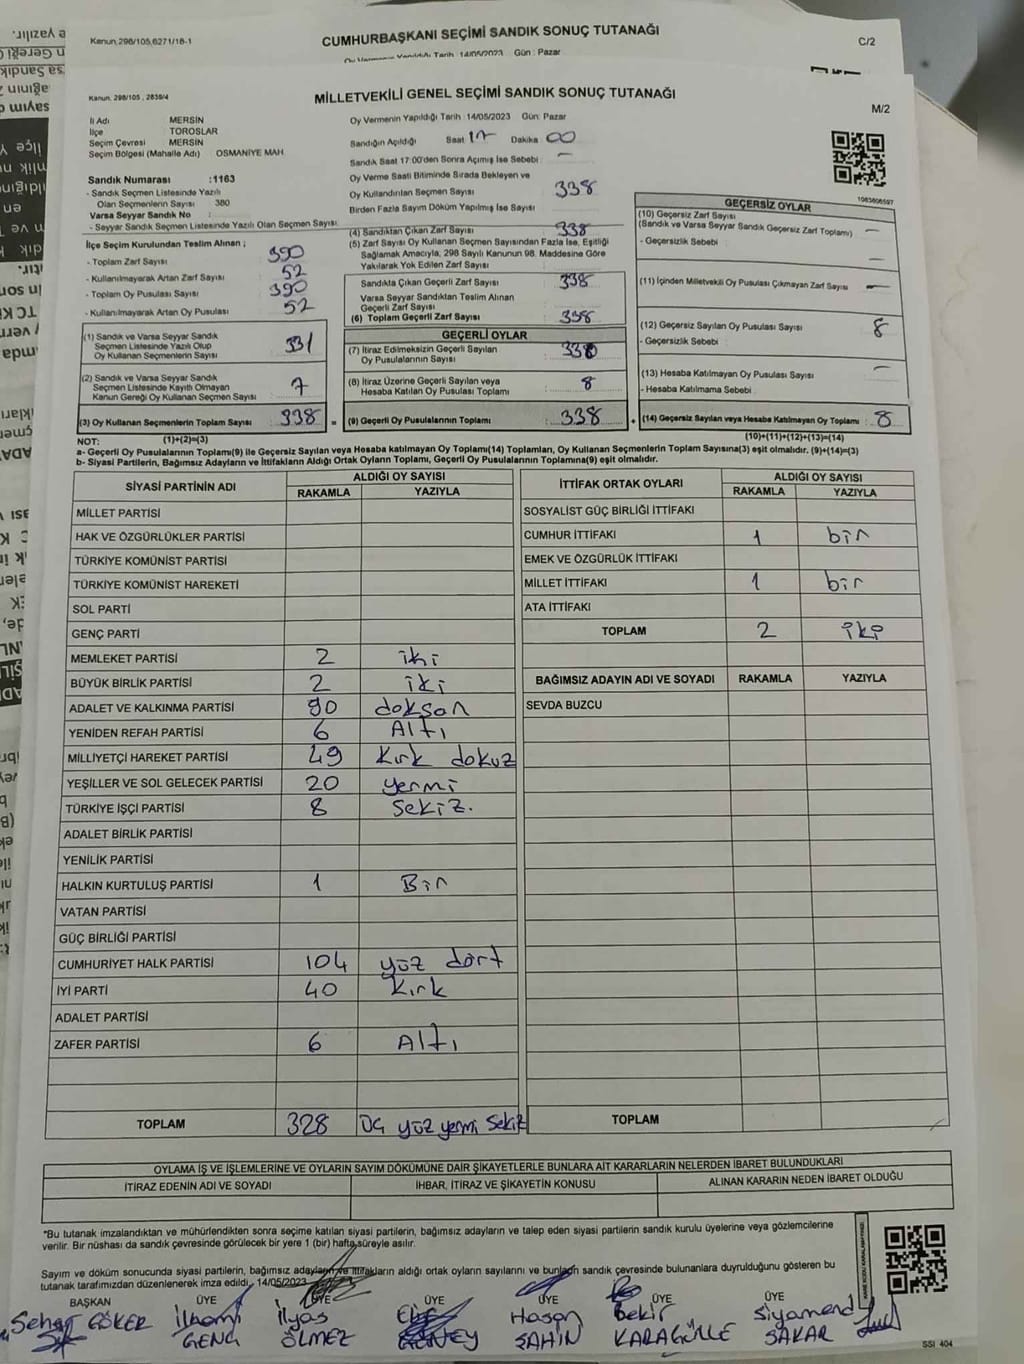 Kanun, 298/105,6271/18-1
CUMHURBAŞKANI SEÇİMİ SANDIK SONUÇ TUTANAĞI
C/2
Oy Vermenin Yapıldığı Tarih : 14/05/2023 Gün : Pazar
Kanun, 298/105 , 2839/4
MİLLETVEKİLİ GENEL SEÇİMİ SANDIK SONUÇ TUTANAĞI
M/2
İl Adı MERSİN
İlçe TOROSLAR
Seçim Çevresi MERSİN
Seçim Bölgesi (Mahalle Adı) OSMANİYE MAH.
Sandık Numarası :1163
- Sandık Seçmen Listesinde Yazılı
Olan Seçmenlerin Sayısı 380
Varsa Seyyar Sandık No :
- Seyyar Sandık Seçmen Listesinde Yazılı Olan Seçmen Sayısı:
İlçe Seçim Kurulundan Teslim Alınan ;
- Toplam Zarf Sayısı : 390
- Kullanılmayarak Artan Zarf Sayısı : 52
- Toplam Oy Pusulası Sayısı : 390
- Kullanılmayarak Artan Oy Pusulası : 52
(1) Sandık ve Varsa Seyyar Sandık
Seçmen Listesinde Yazılı Olup
Oy Kullanan Seçmenlerin Sayısı : 331
(2) Sandık ve Varsa Seyyar Sandık
Seçmen Listesinde Kayıtlı Olmayan
Kanun Gereği Oy Kullanan Seçmen Sayısı : 7
(3) Oy Kullanan Seçmenlerin Toplam Sayısı : 338
Oy Vermenin Yapıldığı Tarih :14/05/2023 Gün: Pazar
Sandığın Açıldığı Saat 17 Dakika 00
Sandık Saat 17:00'den Sonra Açılmış İse Sebebi : -
Oy Verme Saati Bitiminde Sırada Bekleyen ve
Oy Kullandırılan Seçmen Sayısı 338
Birden Fazla Sayım Döküm Yapılmış İse Sayısı
(4) Sandıktan Çıkan Zarf Sayısı 338
(5) Zarf Sayısı Oy Kullanan Seçmen Sayısından Fazla İse, Eşitliği
Sağlamak Amacıyla, 298 Sayılı Kanunun 98. Maddesine Göre
Yakılarak Yok Edilen Zarf Sayısı
Sandıkta Çıkan Geçerli Zarf Sayısı 338
Varsa Seyyar Sandıktan Teslim Alınan
Geçerli Zarf Sayısı
(6) Toplam Geçerli Zarf Sayısı : 338
GEÇERLİ OYLAR
(7) İtiraz Edilmeksizin Geçerli Sayılan
Oy Pusulalarının Sayısı : 330
(8) İtiraz Üzerine Geçerli Sayılan veya
Hesaba Katılan Oy Pusulası Toplamı : 8
= (9) Geçerli Oy Pusulalarının Toplamı : 338
1083806597
GEÇERSİZ OYLAR
(10) Geçersiz Zarf Sayısı
(Sandık ve Varsa Seyyar Sandık Geçersiz Zarf Toplamı) : -
- Geçersizlik Sebebi : -
(11) İçinden Milletvekili Oy Pusulası Çıkmayan Zarf Sayısı -
(12) Geçersiz Sayılan Oy Pusulası Sayısı 8
- Geçersizlik Sebebi :
(13) Hesaba Katılmayan Oy Pusulası Sayısı -
- Hesaba Katılmama Sebebi :
+ (14) Geçersiz Sayılan veya Hesaba Katılmayan Oy Toplamı : 8
NOT: (1)+(2)=(3)
(10)+(11)+(12)+(13)=(14)
a- Geçerli Oy Pusulalarının Toplamı(9) ile Geçersiz Sayılan veya Hesaba katılmayan Oy Toplamı(14) Toplamları, Oy Kullanan Seçmenlerin Toplam Sayısına(3) eşit olmalıdır. (9)+(14)=(3)
b- Siyasi Partilerin, Bağımsız Adayların ve İttifakların Aldığı Ortak Oyların Toplamı, Geçerli Oy Pusulalarının Toplamına(9) eşit olmalıdır.
SİYASİ PARTİNİN ADI
ALDIĞI OY SAYISI
RAKAMLA YAZIYLA
MİLLET PARTİSİ
HAK VE ÖZGÜRLÜKLER PARTİSİ
TÜRKİYE KOMÜNİST PARTİSİ
TÜRKİYE KOMÜNİST HAREKETİ
SOL PARTİ
GENÇ PARTİ
MEMLEKET PARTİSİ 2 iki
BÜYÜK BİRLİK PARTİSİ 2 iki
ADALET VE KALKINMA PARTİSİ 90 doksan
YENİDEN REFAH PARTİSİ 6 Altı
MİLLİYETÇİ HAREKET PARTİSİ 49 Kırk dokuz
YEŞİLLER VE SOL GELECEK PARTİSİ 20 yermi
TÜRKİYE İŞÇİ PARTİSİ 8 Sekiz.
ADALET BİRLİK PARTİSİ
YENİLİK PARTİSİ
HALKIN KURTULUŞ PARTİSİ 1 Bir
VATAN PARTİSİ
GÜÇ BİRLİĞİ PARTİSİ
CUMHURİYET HALK PARTİSİ 104 yüz dört
İYİ PARTİ 40 Kırk
ADALET PARTİSİ
ZAFER PARTİSİ 6 Altı
TOPLAM 328 Üç yüz yermi Sekiz
İTTİFAK ORTAK OYLARI
ALDIĞI OY SAYISI
RAKAMLA YAZIYLA
SOSYALİST GÜÇ BİRLİĞİ İTTİFAKI
CUMHUR İTTİFAKI 1 bir
EMEK VE ÖZGÜRLÜK İTTİFAKI
MİLLET İTTİFAKI 1 bir
ATA İTTİFAKI
TOPLAM 2 iki
BAĞIMSIZ ADAYIN ADI VE SOYADI RAKAMLA YAZIYLA
SEVDA BUZCU
TOPLAM
OYLAMA İŞ VE İŞLEMLERİNE VE OYLARIN SAYIM DÖKÜMÜNE DAİR ŞİKAYETLERLE BUNLARA AİT KARARLARIN NELERDEN İBARET BULUNDUKLARI
İTİRAZ EDENİN ADI VE SOYADI İHBAR, İTİRAZ VE ŞİKAYETİN KONUSU ALINAN KARARIN NEDEN İBARET OLDUĞU
*Bu tutanak imzalandıktan ve mühürlendikten sonra seçime katılan siyasi partilerin, bağımsız adayların ve talep eden siyasi partilerin sandık kurulu üyelerine veya gözlemcilerine
verilir. Bir nüshası da sandık çevresinde görülecek bir yere 1 (bir) hafta süreyle asılır.
Sayım ve döküm sonucunda siyasi partilerin, bağımsız adayların ve ittifakların aldığı ortak oyların sayılarını ve bunların sandık çevresinde bulunanlara duyrulduğunu gösteren bu
tutanak tarafımızdan düzenlenerek imza edildi. 14/05/2023
BAŞKAN ÜYE ÜYE ÜYE ÜYE ÜYE ÜYE
Seher GÖKER İlhami İlyas Hasan Bekir Siyamend
GENÇ ÖLMEZ ŞAHİN KARAGÜLLE SAKAR
SSI 404